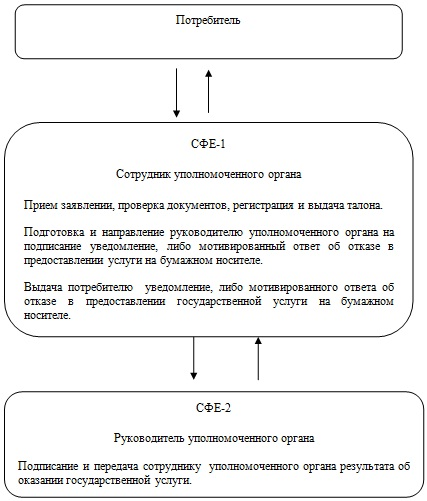 Потребитель
СФЕ-1
Сотрудник уполномоченного органа
Прием заявлении, проверка документов, регистрация и выдача талона.
Подготовка и направление руководителю уполномоченного органа на
подписание уведомление, либо мотивированный ответ об отказе в
предоставлении услуги на бумажном носителе.
Выдача потребителю уведомление, либо мотивированного ответа об
отказе в предоставлении государственной услуги на бумажном
носителе.
СФЕ-2
Руководитель уполномоченного органа
Подписание и передача сотруднику уполномоченного органа результата об
оказании государственной услуги.